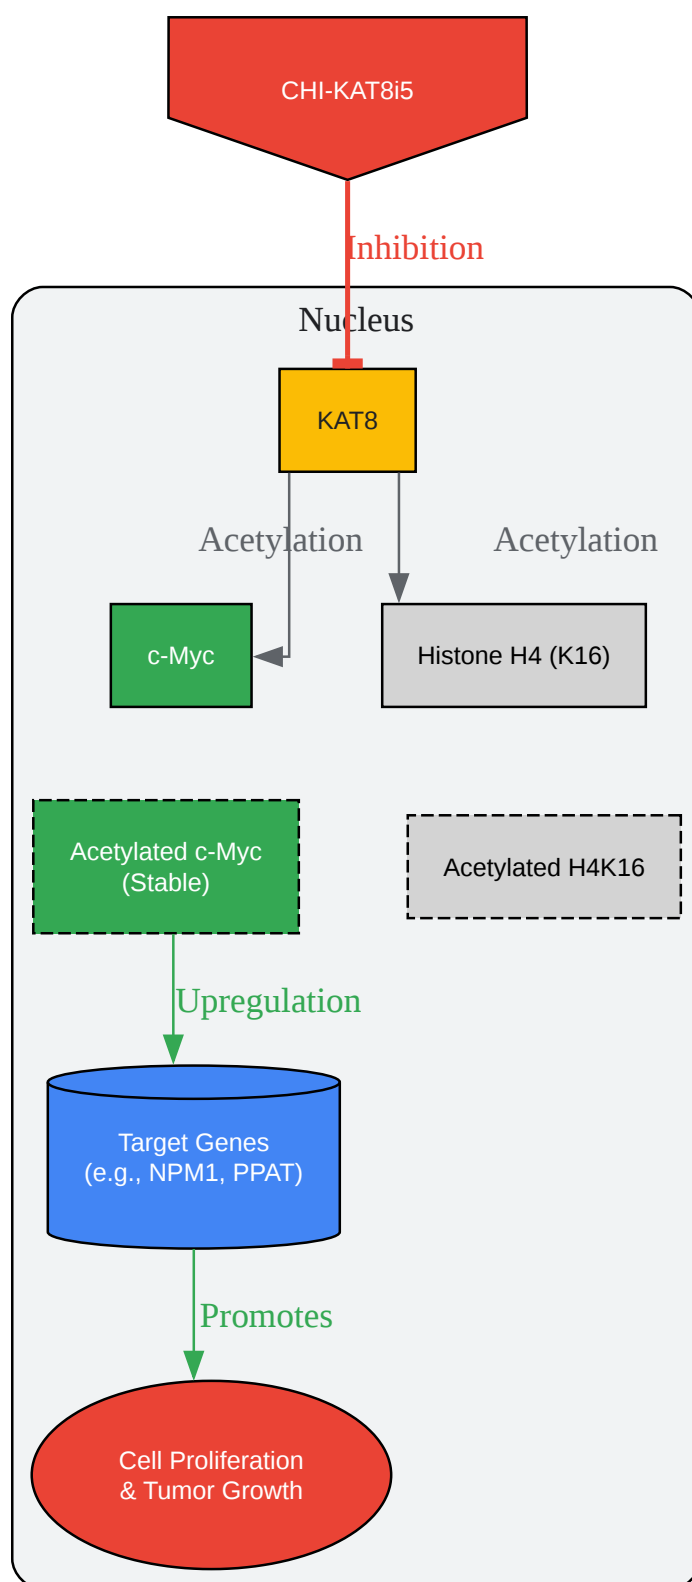 CHI-KAT8i5
Inhibition
Nucleus
KAT8
Acetylation
Acetylation
c-Myc
Histone H4 (K16)
Acetylated c-Myc
(Stable)
Acetylated H4K16
Upregulation
Target Genes
(e.g., NPM1, PPAT)
Promotes
Cell Proliferation
& Tumor Growth